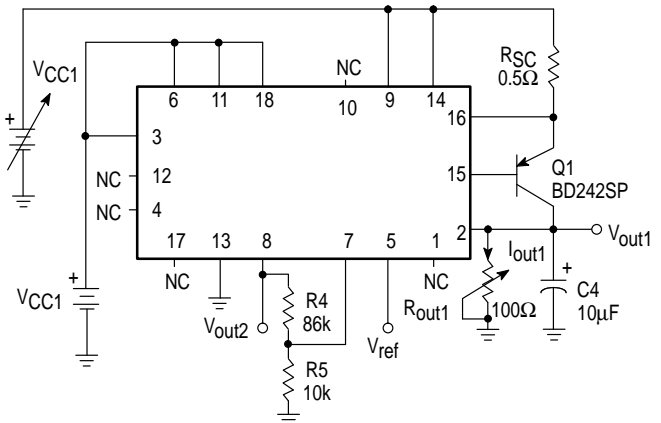 VCC1
+
NC
RSC
0.5Ω
6
11
18
10
9
14
16
3
Q1
BD242SP
15
NC
12
NC
4
2
Vout1
17
13
8
7
5
1
Iout1
+
NC
NC
+
VCC1
R4
86k
Rout1
100Ω
C4
10µF
Vout2
Vref
R5
10k